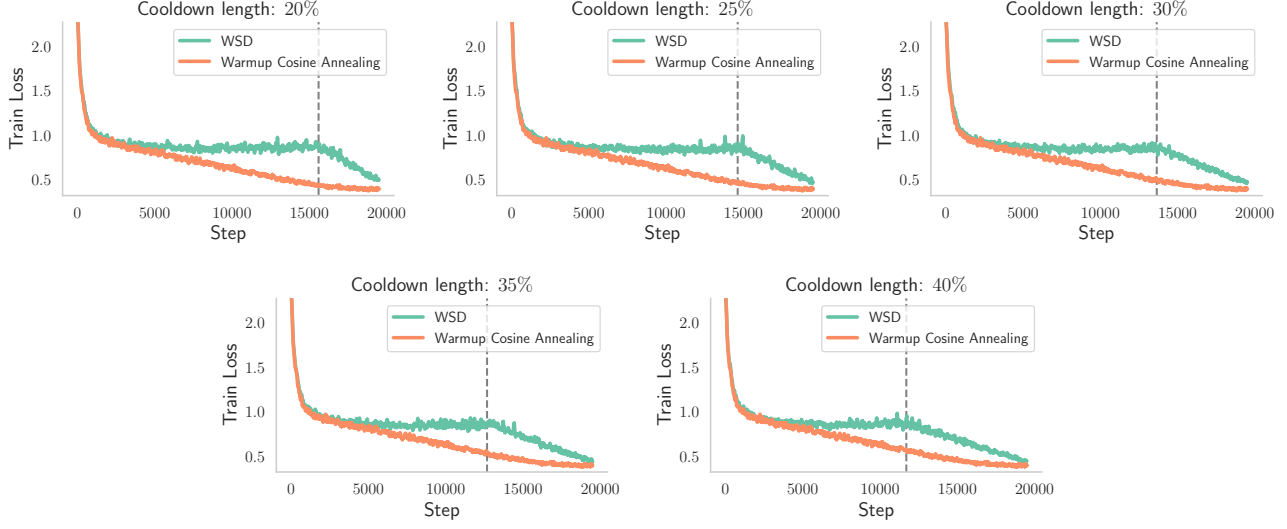 Cooldown length: 20%
Train Loss
2.0
1.5
1.0
0.5
WSD
Warmup Cosine Annealing
0 5000 10000 15000 20000
Step
Cooldown length: 25%
Train Loss
2.0
1.5
1.0
0.5
WSD
Warmup Cosine Annealing
0 5000 10000 15000 20000
Step
Cooldown length: 30%
Train Loss
2.0
1.5
1.0
0.5
WSD
Warmup Cosine Annealing
0 5000 10000 15000 20000
Step
Cooldown length: 35%
Train Loss
2.0
1.5
1.0
0.5
WSD
Warmup Cosine Annealing
0 5000 10000 15000 20000
Step
Cooldown length: 40%
Train Loss
2.0
1.5
1.0
0.5
WSD
Warmup Cosine Annealing
0 5000 10000 15000 20000
Step